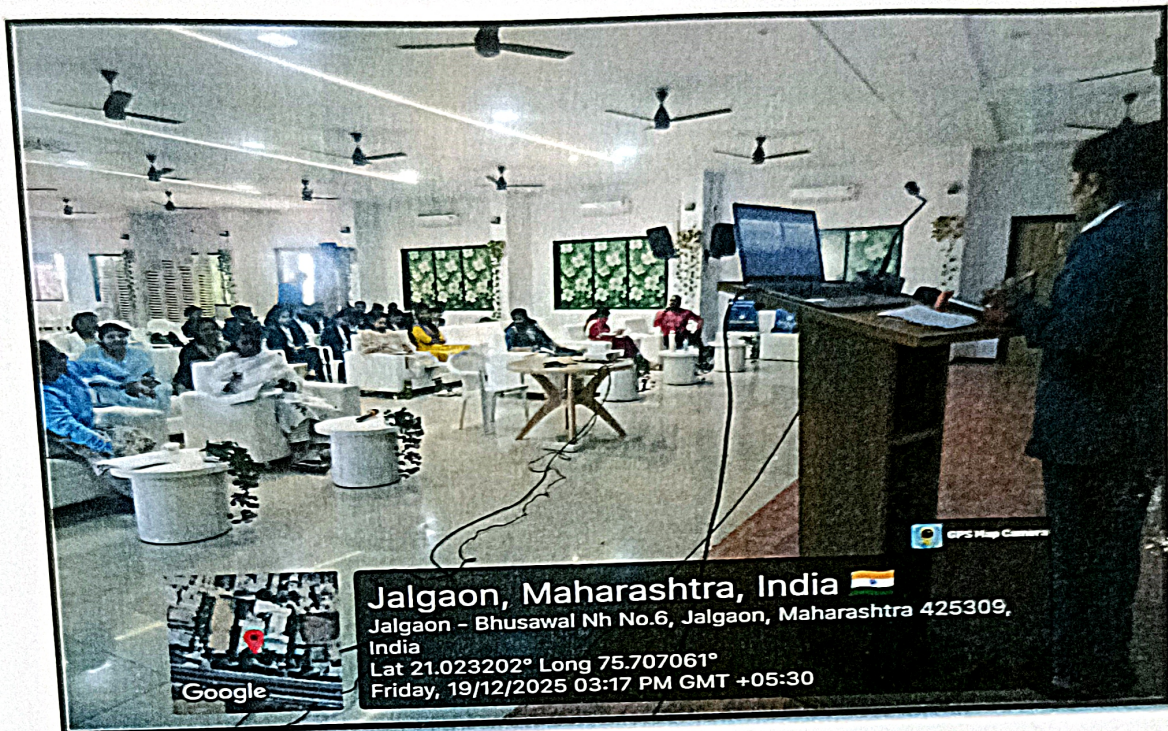 GPS Map Camera
Jalgaon, Maharashtra, India
Jalgaon - Bhusawal Nh No.6, Jalgaon, Maharashtra 425309,
India
Lat 21.023202° Long 75.707061°
Friday, 19/12/2025 03:17 PM GMT +05:30
Google